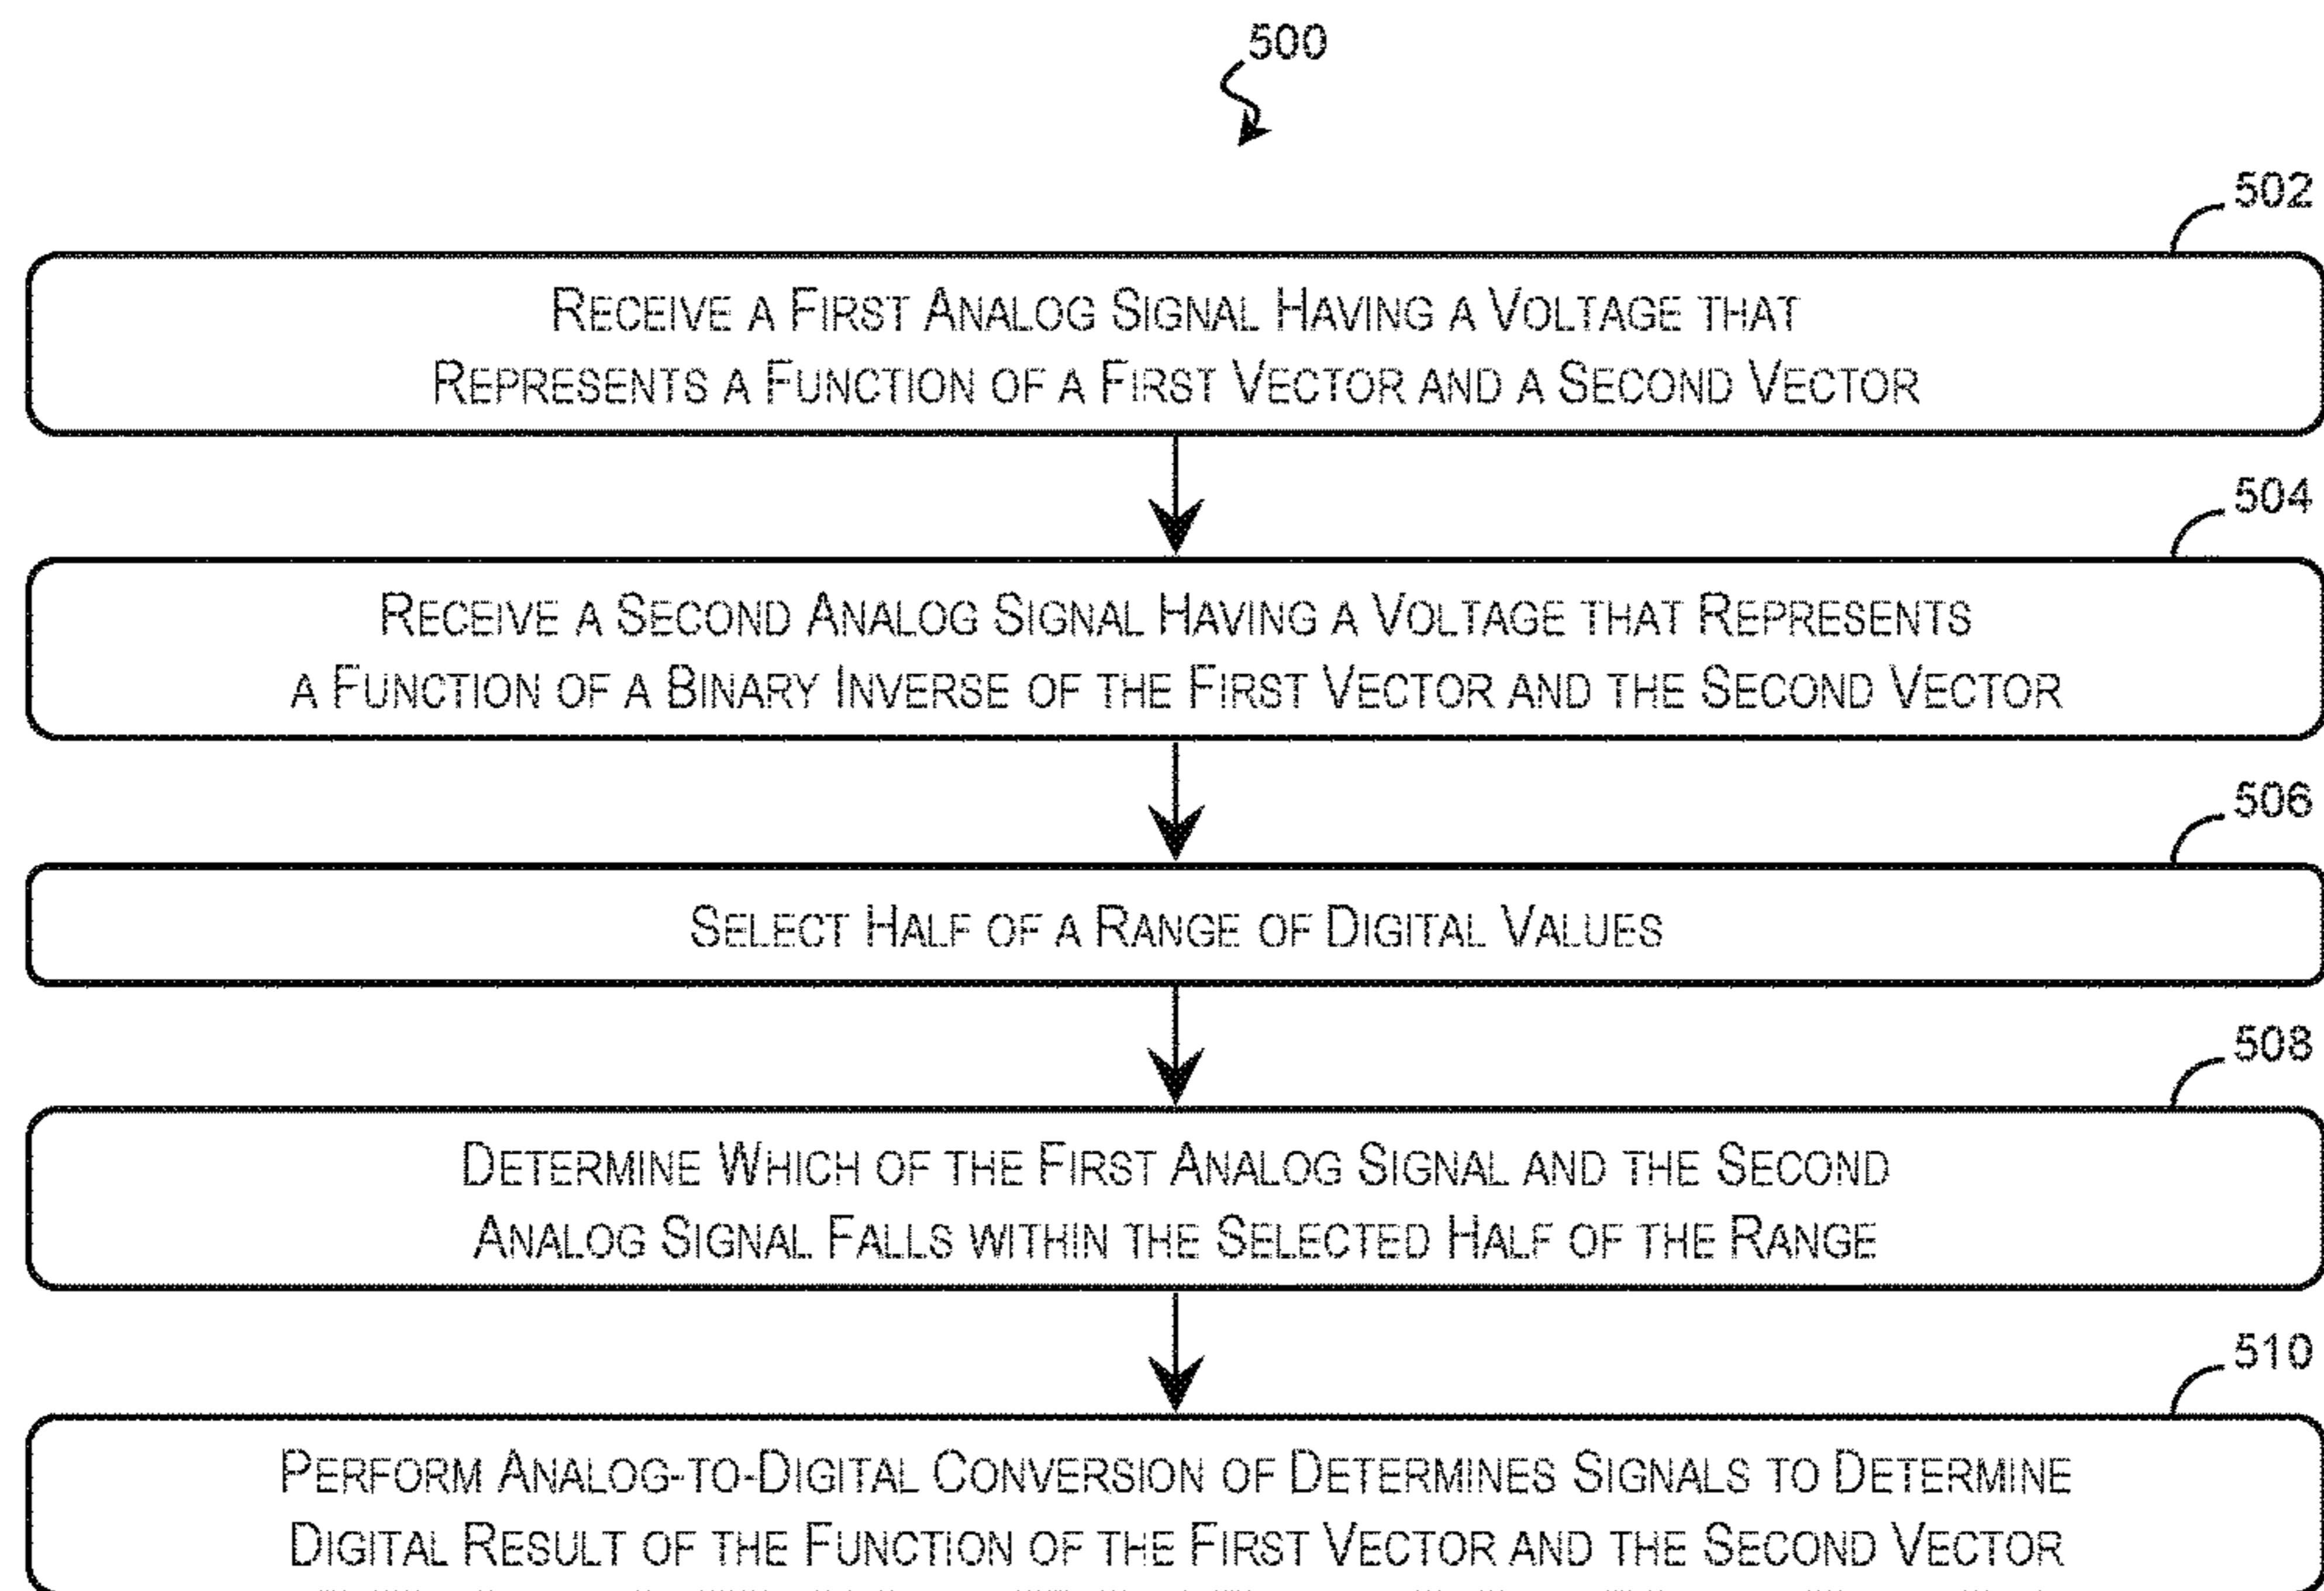 500
502
RECEIVE A FIRST ANALOG SIGNAL HAVING A VOLTAGE THAT
REPRESENTS A FUNCTION OF A FIRST VECTOR AND A SECOND VECTOR
504
RECEIVE A SECOND ANALOG SIGNAL HAVING A VOLTAGE THAT REPRESENTS
A FUNCTION OF A BINARY INVERSE OF THE FIRST VECTOR AND THE SECOND VECTOR
506
SELECT HALF OF A RANGE OF DIGITAL VALUES
508
DETERMINE WHICH OF THE FIRST ANALOG SIGNAL AND THE SECOND
ANALOG SIGNAL FALLS WITHIN THE SELECTED HALF OF THE RANGE
510
PERFORM ANALOG-TO-DIGITAL CONVERSION OF DETERMINES SIGNALS TO DETERMINE
DIGITAL RESULT OF THE FUNCTION OF THE FIRST VECTOR AND THE SECOND VECTOR